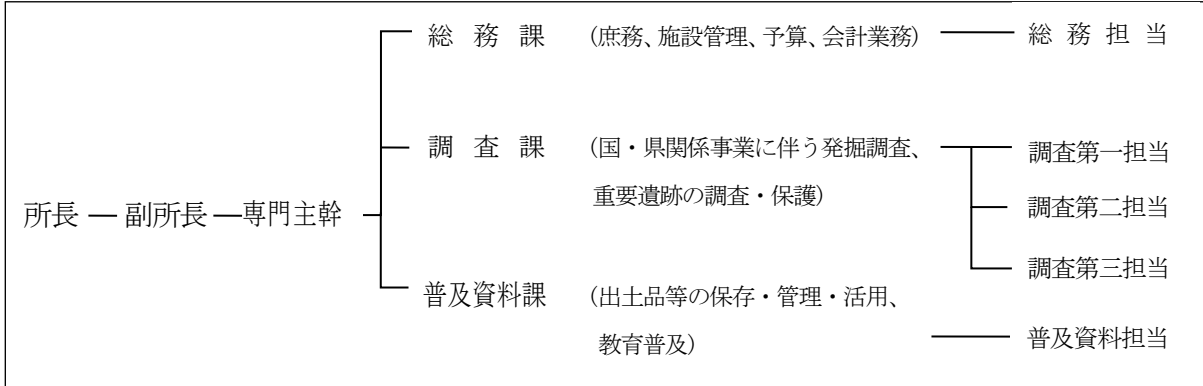 総務課 (庶務、施設管理、予算、会計業務) 総務担当
調査課 (国・県関係事業に伴う発掘調査、 調査第一担当
重要遺跡の調査・保護)
所長 副所長 専門主幹 調査第二担当
調査第三担当
普及資料課 (出土品等の保存・管理・活用、
教育普及) 普及資料担当